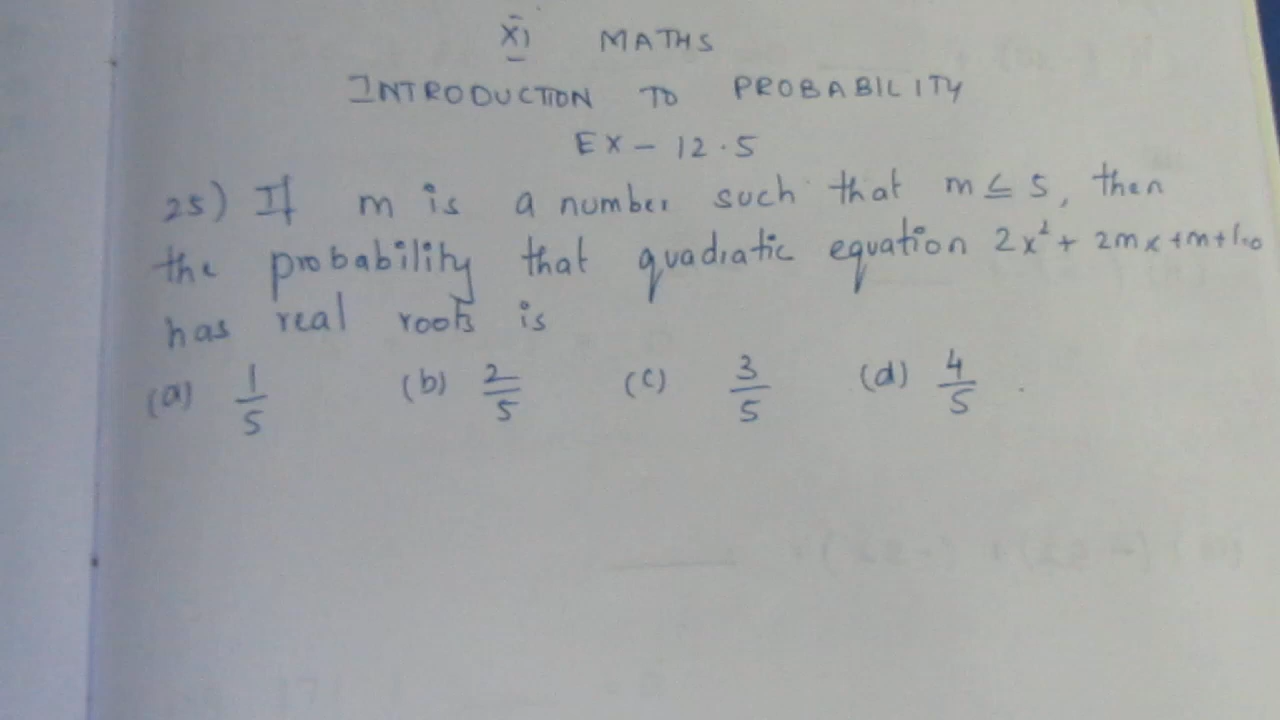 XI MATHS
INTRODUCTION TO PROBABILITY
EX - 12.5
25) If m is a number such that m ≤ 5, then
the probability that quadratic equation 2x² + 2mx + m + 1 = 0
has real roots is
(a) 1/5 (b) 2/5 (c) 3/5 (d) 4/5